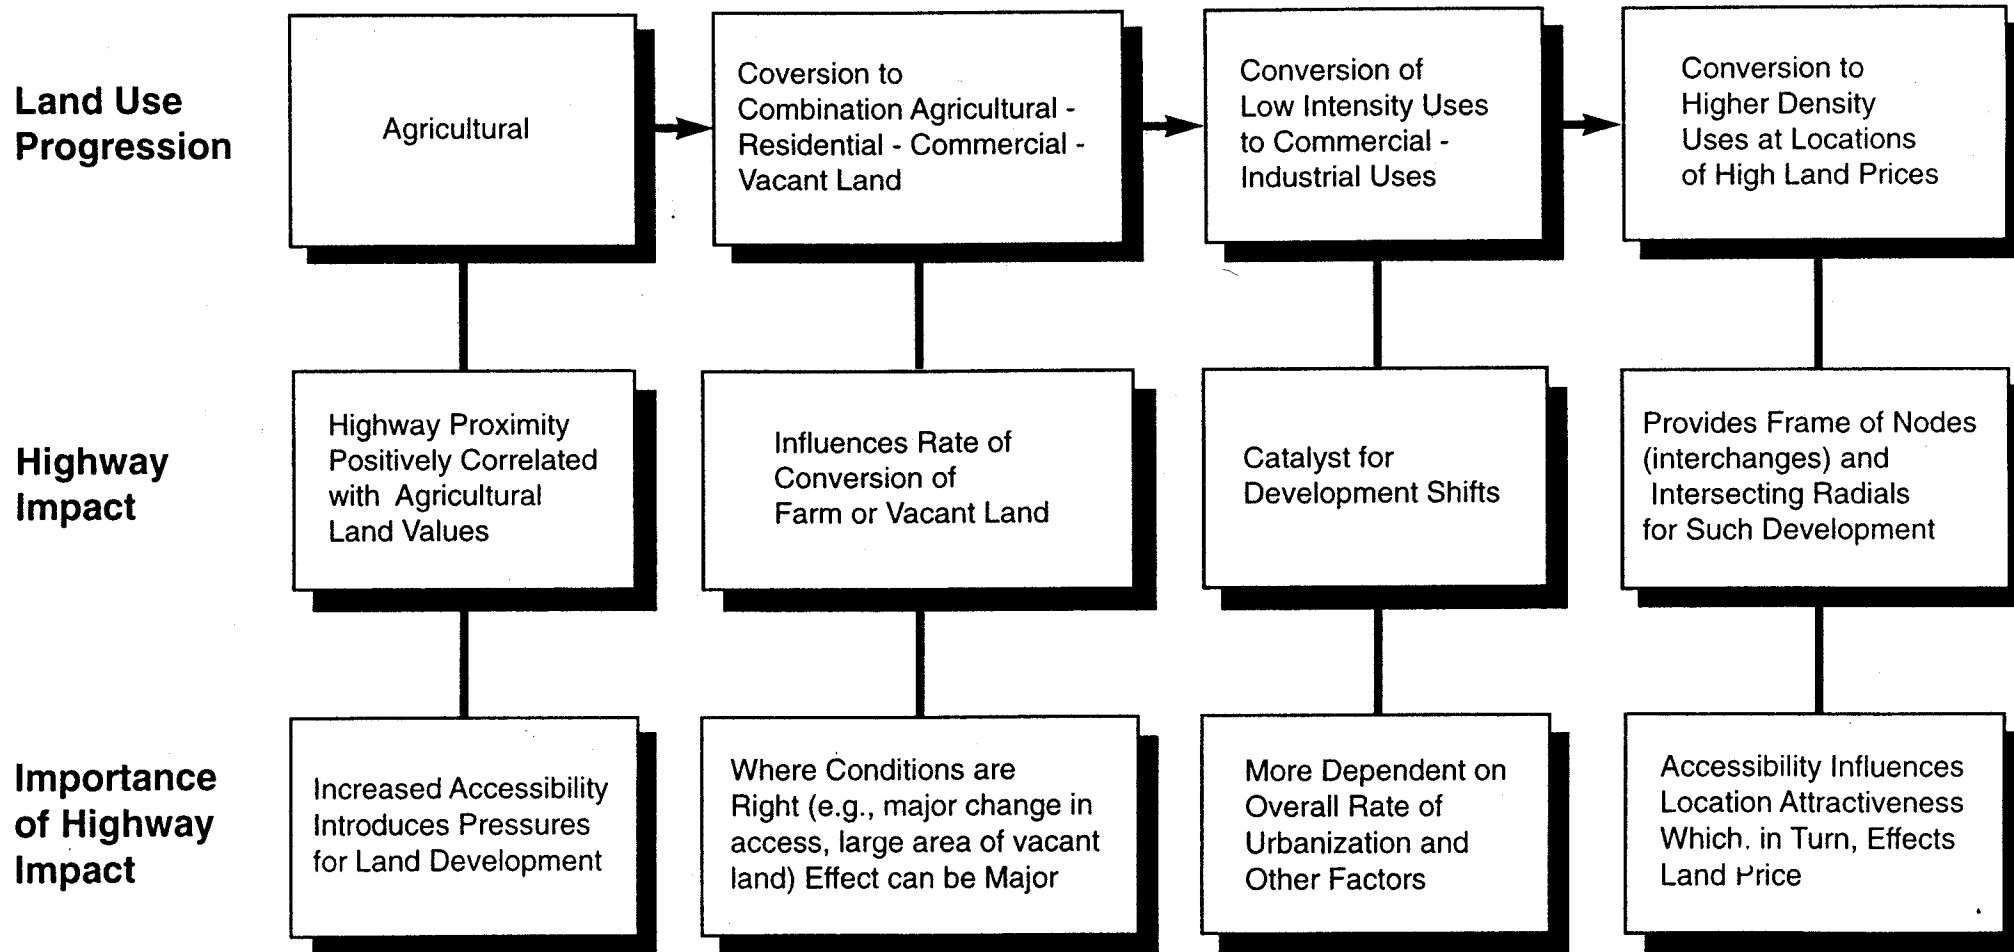 Land Use
Progression
Agricultural
Coversion to
Combination Agricultural -
Residential - Commercial -
Vacant Land
Conversion of
Low Intensity Uses
to Commercial -
Industrial Uses
Conversion to
Higher Density
Uses at Locations
of High Land Prices
Highway
Impact
Highway Proximity
Positively Correlated
with Agricultural
Land Values
Influences Rate of
Conversion of
Farm or Vacant Land
Catalyst for
Development Shifts
Provides Frame of Nodes
(interchanges) and
Intersecting Radials
for Such Development
Importance
of Highway
Impact
Increased Accessibility
Introduces Pressures
for Land Development
Where Conditions are
Right (e.g., major change in
access, large area of vacant
land) Effect can be Major
More Dependent on
Overall Rate of
Urbanization and
Other Factors
Accessibility Influences
Location Attractiveness
Which, in Turn, Effects
Land Price